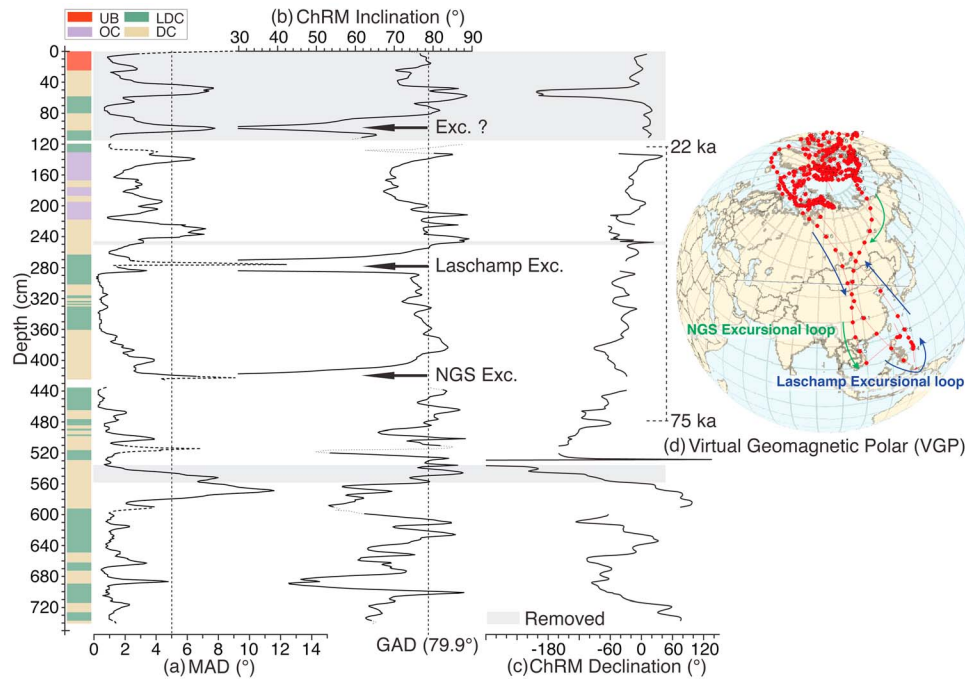 UB LDC
OC DC
(b) ChRM Inclination (°)
30 40 50 60 70 80 90
Depth (cm)
0
40
80
120
160
200
240
280
320
360
400
440
480
520
560
600
640
680
720
Exc. ?
22 ka
Laschamp Exc.
NGS Exc.
75 ka
NGS Excursional loop
Laschamp Excursional loop
(d) Virtual Geomagnetic Polar (VGP)
Removed
0 2 4 6 8 10 12 14
(a) MAD (°)
GAD (79.9°)
-120 -60 0 60 120
(c) ChRM Declination (°)